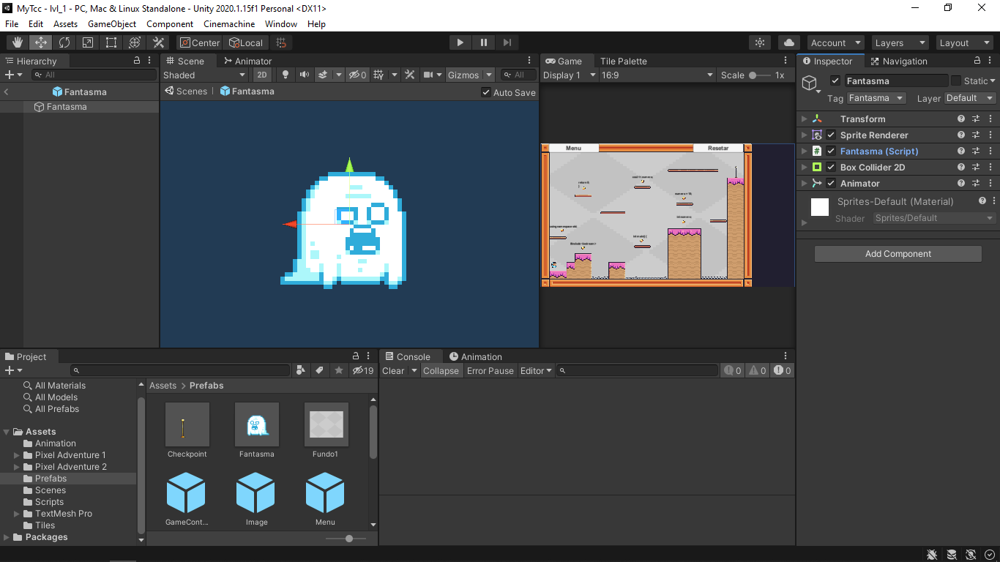 MyTcc - lvl_1 - PC, Mac & Linux Standalone - Unity 2020.1.15f1 Personal <DX11>
File Edit Assets GameObject Component Cinemachine Window Help
Center Local Account Layers Layout
Hierarchy
All
Fantasma
Fantasma
Scene Animator
Shaded 2D 0 Gizmos All
Scenes Fantasma Auto Save
Game Tile Palette
Display 1 16:9 Scale 1x
Menu Resetar
Inspector Navigation
Fantasma Static
Tag Fantasma Layer Default
Transform
Sprite Renderer
# Fantasma (Script)
Box Collider 2D
Animator
Sprites-Default (Material)
Shader Sprites/Default
Add Component
Project
19
All Materials
All Models
All Prefabs
Assets
Animation
Pixel Adventure 1
Pixel Adventure 2
Prefabs
Scenes
Scripts
TextMesh Pro
Tiles
Packages
Assets > Prefabs
Checkpoint Fantasma Fundo1
GameCont... Image Menu
Console Animation
Clear Collapse Error Pause Editor 0 0 0